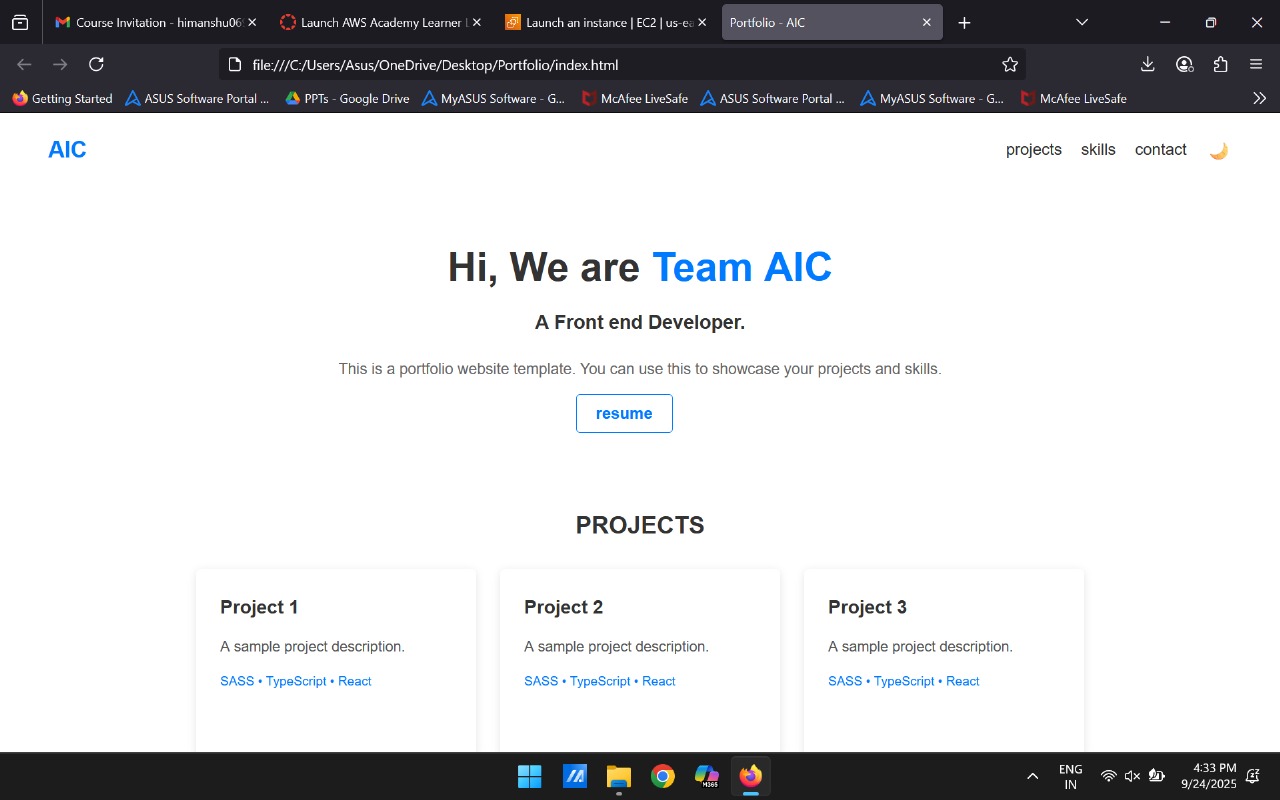 Course Invitation - himanshu06
Launch AWS Academy Learner L
Launch an instance | EC2 | us-ea
Portfolio - AIC
file:///C:/Users/Asus/OneDrive/Desktop/Portfolio/index.html
Getting Started
ASUS Software Portal ...
PPTs - Google Drive
MyASUS Software - G...
McAfee LiveSafe
ASUS Software Portal ...
MyASUS Software - G...
McAfee LiveSafe
AIC
projects
skills
contact
Hi, We are Team AIC
A Front end Developer.
This is a portfolio website template. You can use this to showcase your projects and skills.
resume
PROJECTS
Project 1
A sample project description.
SASS • TypeScript • React
Project 2
A sample project description.
SASS • TypeScript • React
Project 3
A sample project description.
SASS • TypeScript • React
M365
ENG
IN
4:33 PM
9/24/2025